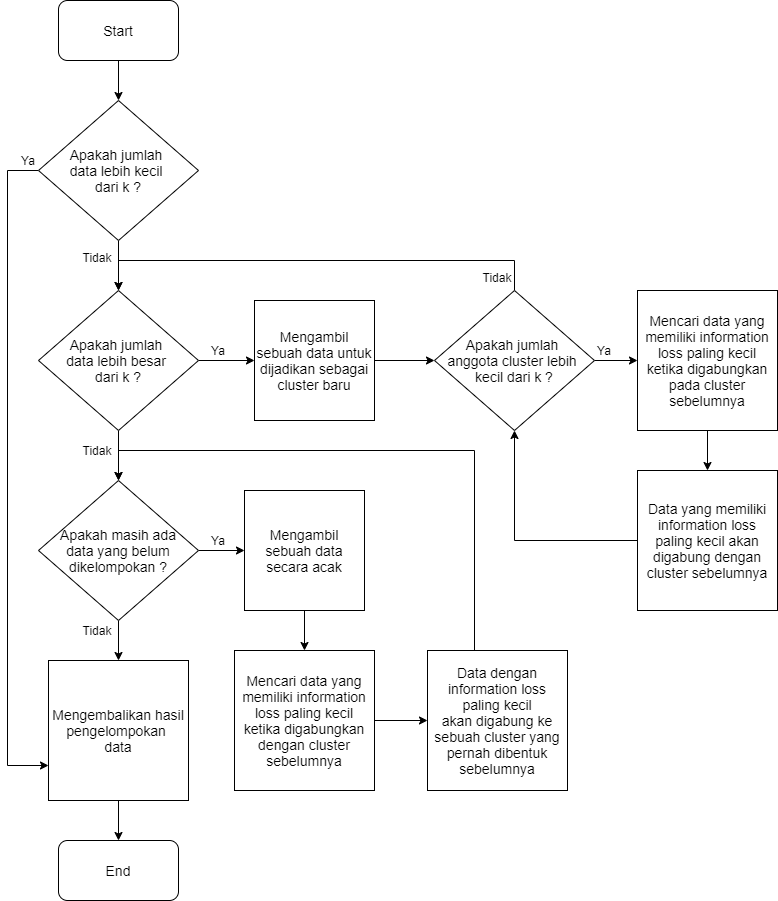 Start
Ya
Apakah jumlah
data lebih kecil
dari k ?
Tidak
Apakah jumlah
data lebih besar
dari k ?
Ya
Mengambil
sebuah data untuk
dijadikan sebagai
cluster baru
Tidak
Apakah jumlah
anggota cluster lebih
kecil dari k ?
Ya
Mencari data yang
memiliki information
loss paling kecil
ketika digabungkan
pada cluster
sebelumnya
Data yang memiliki
information loss
paling kecil akan
digabung dengan
cluster sebelumnya
Tidak
Apakah masih ada
data yang belum
dikelompokan ?
Ya
Mengambil
sebuah data
secara acak
Mencari data yang
memiliki information
loss paling kecil
ketika digabungkan
dengan cluster
sebelumnya
Data dengan
information loss
paling kecil
akan digabung ke
sebuah cluster yang
pernah dibentuk
sebelumnya
Tidak
Mengembalikan hasil
pengelompokan
data
End